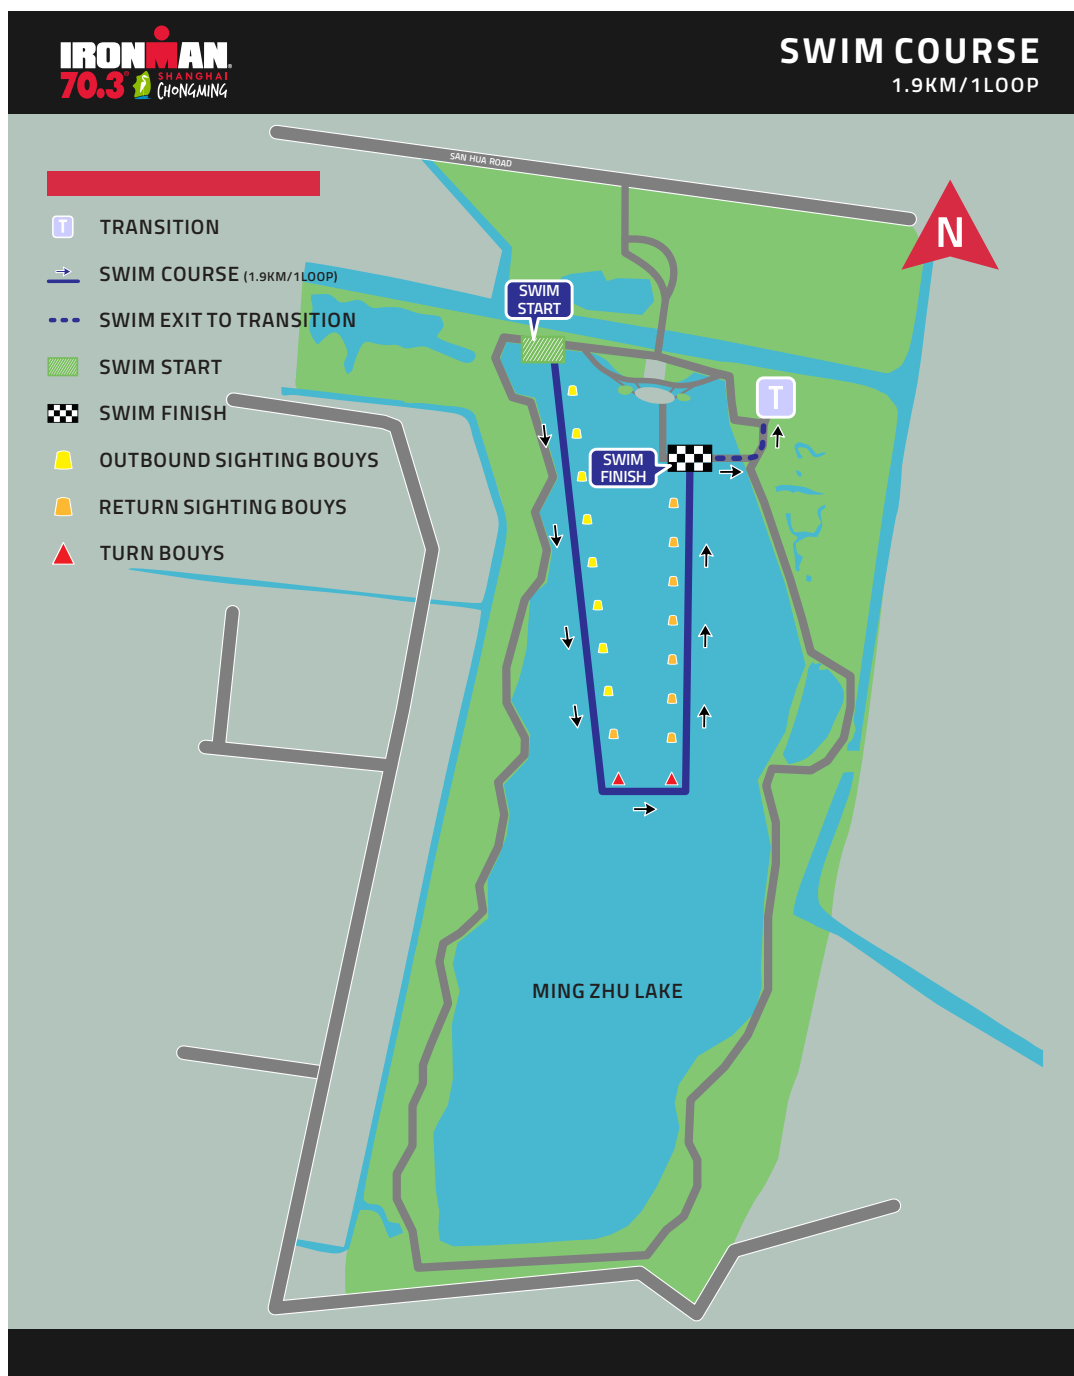 IRONMAN
70.3 SHANGHAI
CHONGMING
SWIM COURSE
1.9KM/1LOOP
SAN HUA ROAD
N
T TRANSITION
SWIM COURSE (1.9KM/1LOOP)
SWIM EXIT TO TRANSITION
SWIM START
SWIM FINISH
OUTBOUND SIGHTING BOUYS
RETURN SIGHTING BOUYS
TURN BOUYS
SWIM
START
T
SWIM
FINISH
MING ZHU LAKE